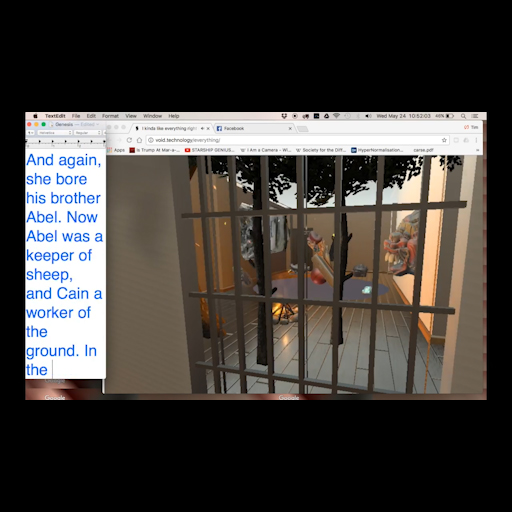 TextEdit File Edit Format View Window Help
Wed May 24 10:52:03
Genesis
I kinda like everything righ
Facebook
Tim
void.technology/everything/
Helvetica
Regular
Apps
Is Trump At Mar-a-
STARSHIP GENIUS
I Am a Camera - Wi
Society for the Diff
HyperNormalisation
carse.pdf
And again,
she bore
his brother
Abel. Now
Abel was a
keeper of
sheep,
and Cain a
worker of
the
ground. In
the
Google
Google